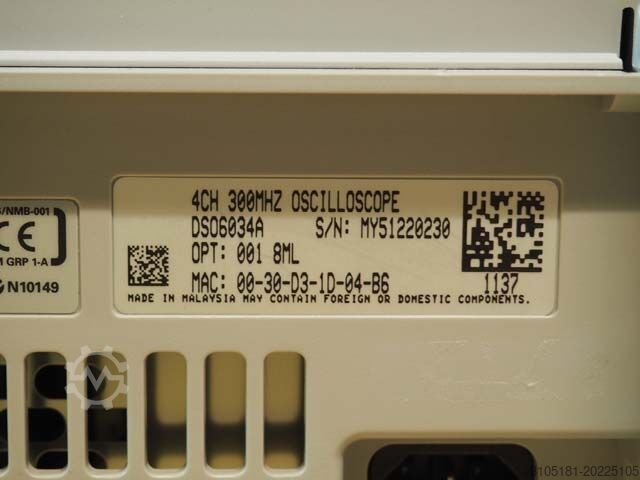 4CH 300MHZ OSCILLOSCOPE
DSO6034A S/N: MY51220230
OPT: 001 8ML
MAC: 00-30-D3-1D-04-B6
1137
MADE IN MALAYSIA MAY CONTAIN FOREIGN OR DOMESTIC COMPONENTS.
/NMB-001
CE
GRP 1-A
N10149
105181-20225105